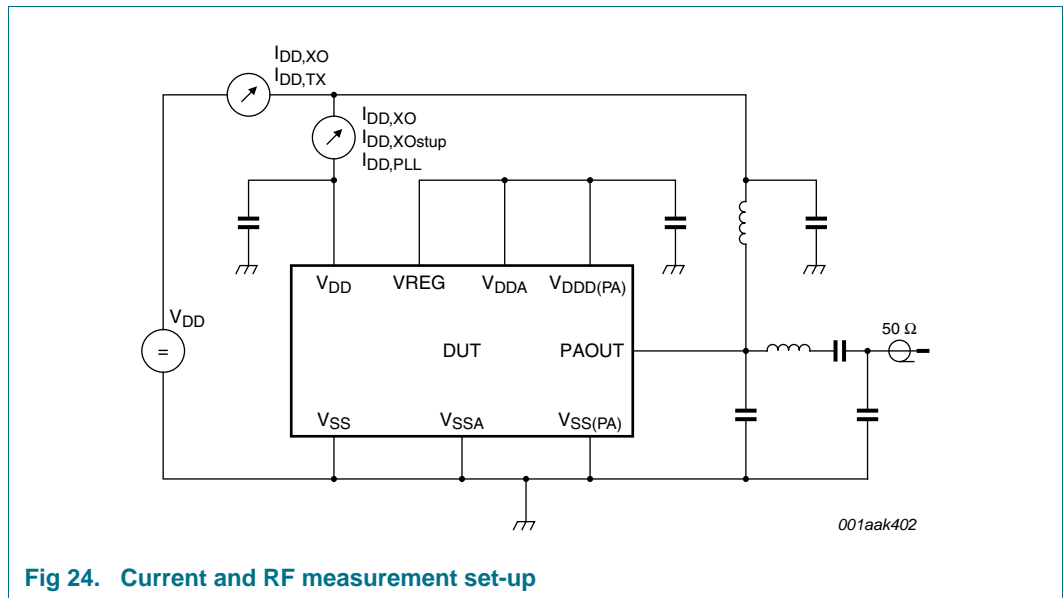 IDD,XO
IDD,TX
IDD,XO
IDD,XOstup
IDD,PLL
VDD
VREG
VDDA
VDDD(PA)
VDD
=
DUT
PAOUT
50 Ω
VSS
VSSA
VSS(PA)
001aak402
Fig 24. Current and RF measurement set-up